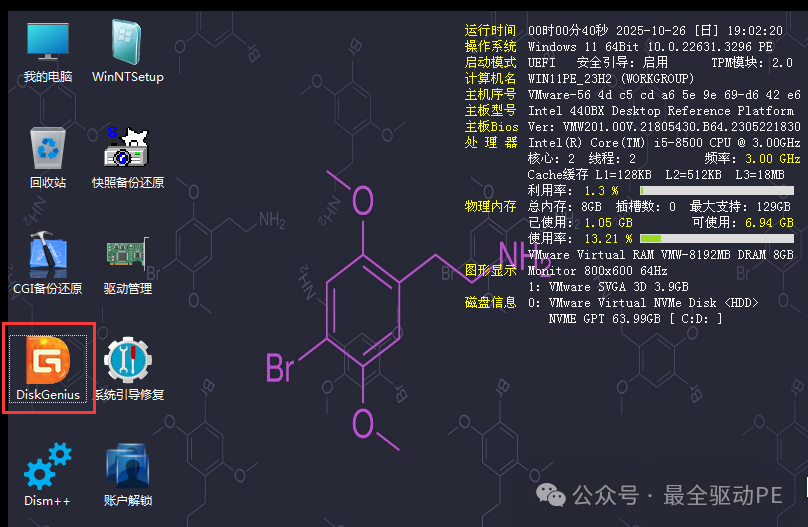 我的电脑
WinNTSetup
回收站
快照备份还原
CGI备份还原
驱动管理
DiskGenius
系统引导修复
Dism++
账户解锁
运行时间 00时00分40秒 2025-10-26 [日] 19:02:20
操作系统 Windows 11 64Bit 10.0.22631.3296 PE
启动模式 UEFI 安全引导: 启用 TPM模块: 2.0
计算机名 WIN11PE_23H2 (WORKGROUP)
主机序号 VMware-56 4d c5 cd a6 5e 9e 69-d6 42 e6
主板型号 Intel 440BX Desktop Reference Platform
主板Bios Ver: VMW201.00V.21805430.B64.2305221830
处 理 器 Intel(R) Core(TM) i5-8500 CPU @ 3.00GHz
核心: 2 线程: 2 频率: 3.00 GHz
Cache缓存 L1=128KB L2=512KB L3=18MB
利用率: 1.3 %
物理内存 总内存: 8GB 插槽数: 0 最大支持: 129GB
已使用: 1.05 GB 可使用: 6.94 GB
使用率: 13.21 %
VMware Virtual RAM VMW-8192MB DRAM 8GB
图形显示 Monitor 800x600 64Hz
1: VMware SVGA 3D 3.9GB
磁盘信息 0: VMware Virtual NVMe Disk <HDD>
NVME GPT 63.99GB [ C:D: ]
O
NH₂
Br
O
公众号 · 最全驱动PE